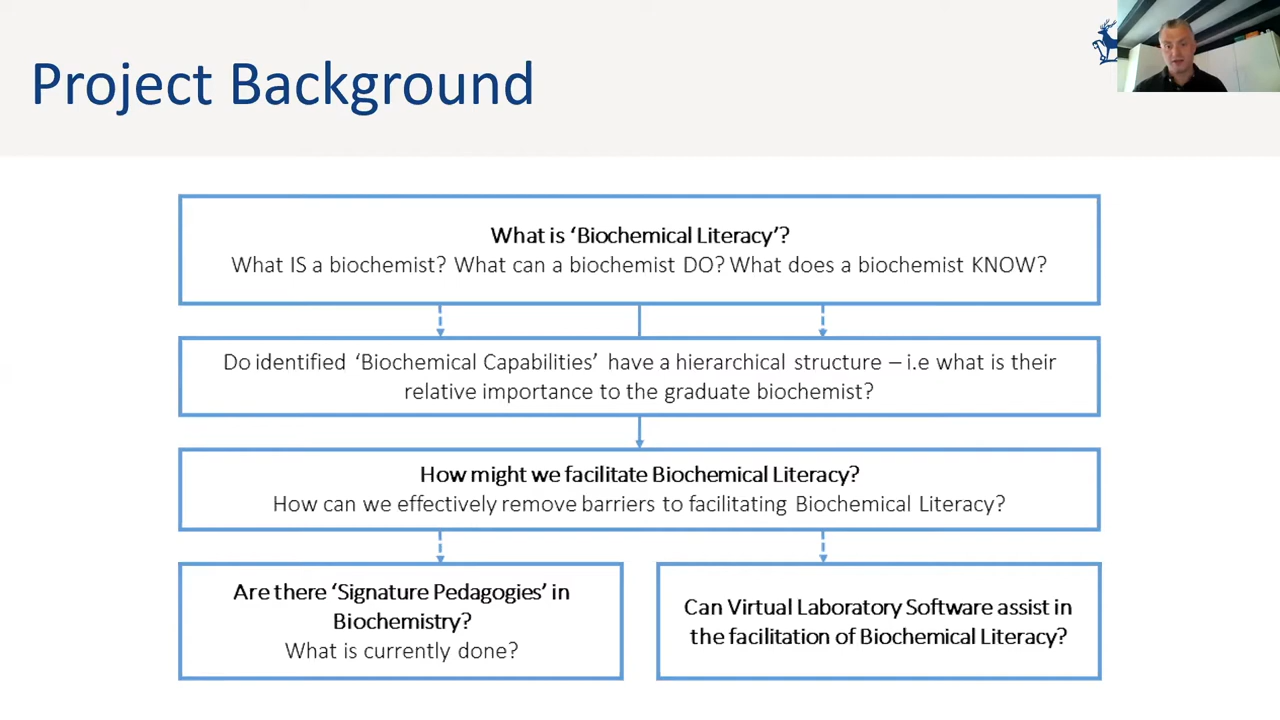 Project Background
What is ‘Biochemical Literacy’?
What IS a biochemist? What can a biochemist DO? What does a biochemist KNOW?
Do identified ‘Biochemical Capabilities’ have a hierarchical structure – i.e what is their
relative importance to the graduate biochemist?
How might we facilitate Biochemical Literacy?
How can we effectively remove barriers to facilitating Biochemical Literacy?
Are there ‘Signature Pedagogies’ in
Biochemistry?
What is currently done?
Can Virtual Laboratory Software assist in
the facilitation of Biochemical Literacy?